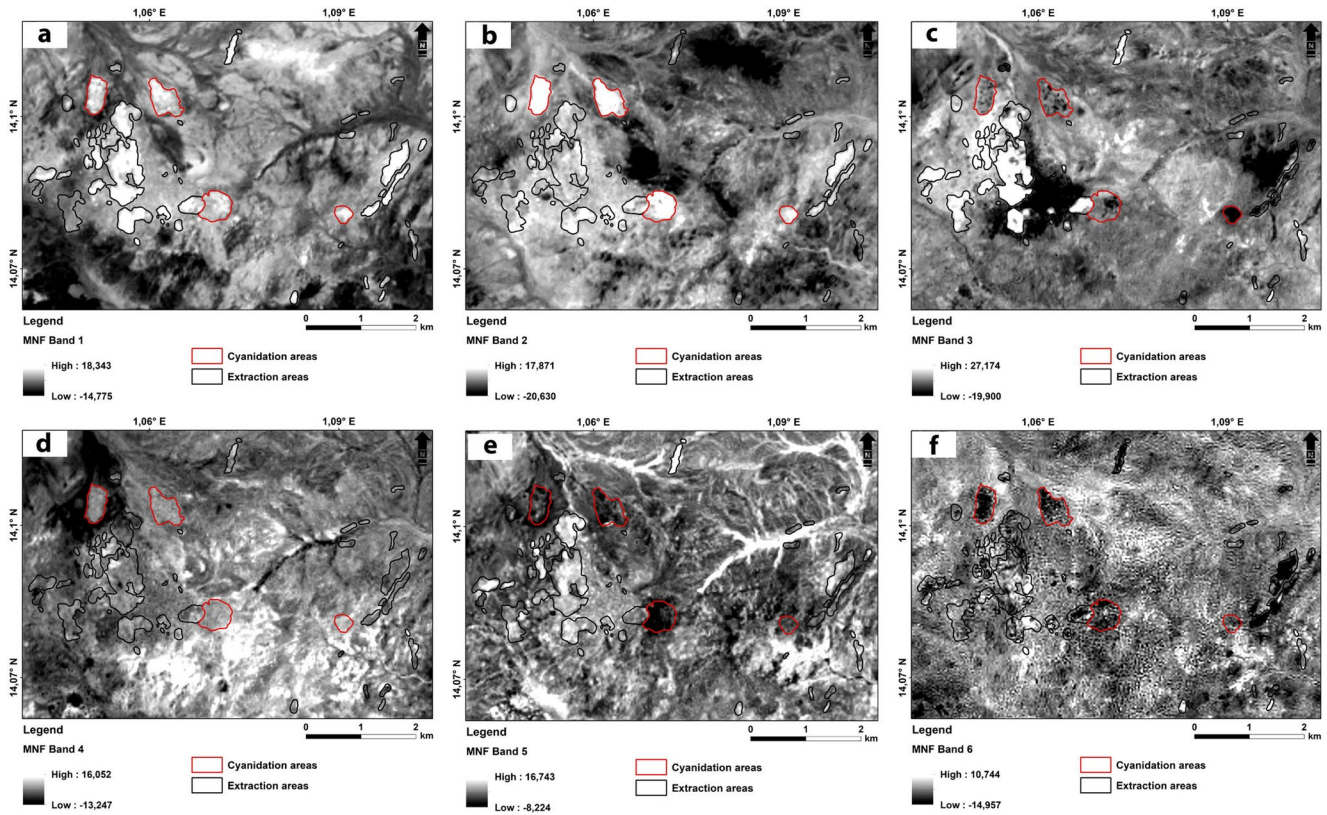 a
1,06° E
1,09° E
N
14,1° N
14,07° N
Legend
MNF Band 1
High : 18,343
Low : -14,775
Cyanidation areas
Extraction areas
0 1 2
km
b
1,06° E
1,09° E
N
14,1° N
14,07° N
Legend
MNF Band 2
High : 17,871
Low : -20,630
Cyanidation areas
Extraction areas
0 1 2
km
c
1,06° E
1,09° E
N
14,1° N
14,07° N
Legend
MNF Band 3
High : 27,174
Low : -19,900
Cyanidation areas
Extraction areas
0 1 2
km
d
1,06° E
1,09° E
N
14,1° N
14,07° N
Legend
MNF Band 4
High : 16,052
Low : -13,247
Cyanidation areas
Extraction areas
0 1 2
km
e
1,06° E
1,09° E
N
14,1° N
14,07° N
Legend
MNF Band 5
High : 16,743
Low : -8,224
Cyanidation areas
Extraction areas
0 1 2
km
f
1,06° E
1,09° E
N
14,1° N
14,07° N
Legend
MNF Band 6
High : 10,744
Low : -14,957
Cyanidation areas
Extraction areas
0 1 2
km